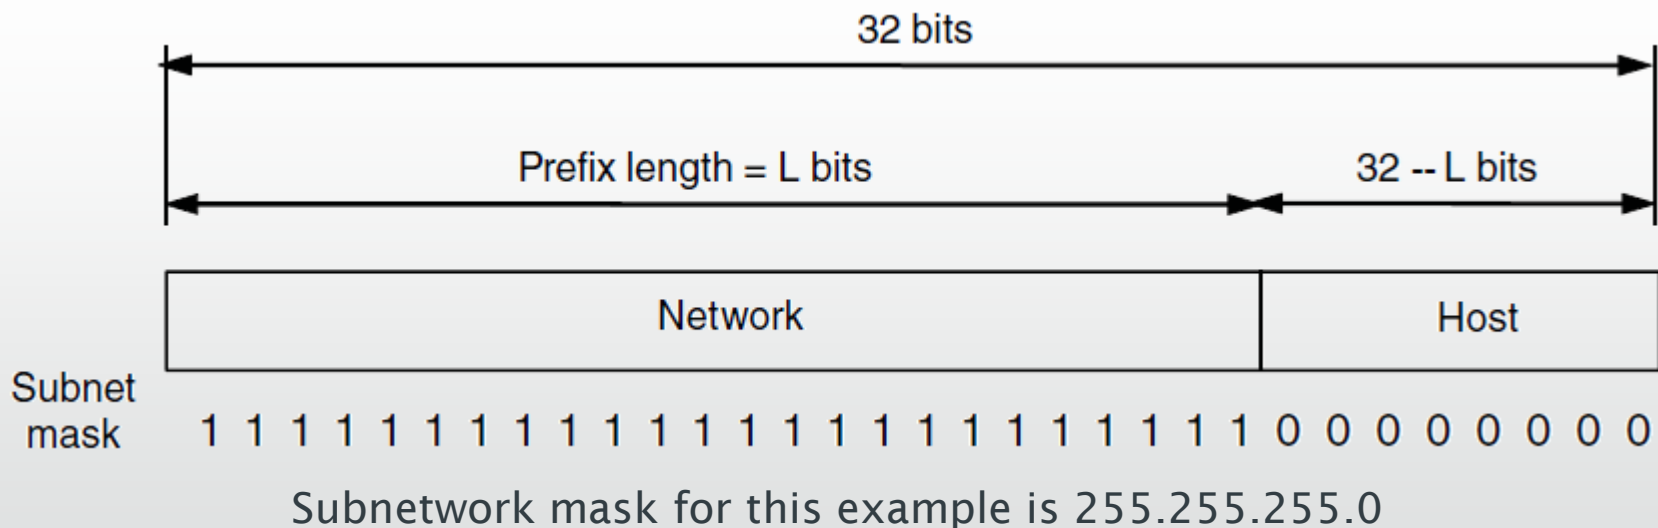 32 bits
Prefix length = L bits 32 -- L bits
Network Host
Subnet
mask 1 1 1 1 1 1 1 1 1 1 1 1 1 1 1 1 1 1 1 1 1 1 1 1 0 0 0 0 0 0 0 0
Subnetwork mask for this example is 255.255.255.0